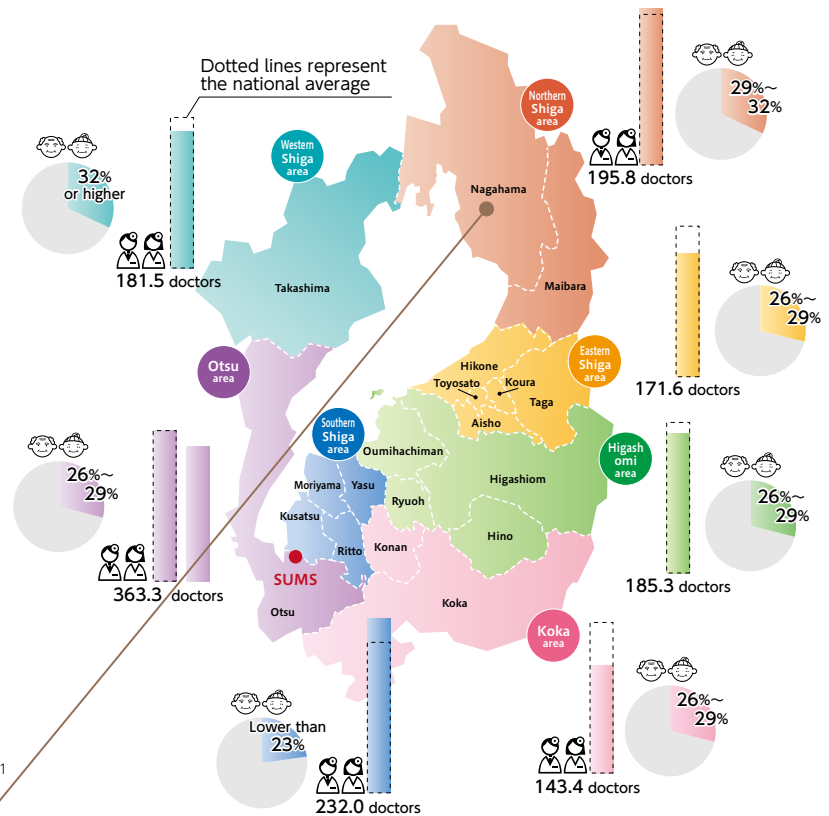 Dotted lines represent
the national average
Northern
Shiga
area
29%~
32%
195.8 doctors
Western
Shiga
area
32%
or higher
181.5 doctors
Nagahama
Maibara
Takashima
26%~
29%
171.6 doctors
Eastern
Shiga
area
Hikone
Toyosato
Koura
Taga
Aisho
Otsu
area
26%~
29%
363.3 doctors
Southern
Shiga
area
Oumihachiman
Moriyama
Yasu
Kusatsu
Ritto
Ryuoh
Higashiom
Hino
Higash
omi
area
26%~
29%
185.3 doctors
Konan
SUMS
Otsu
Koka
Koka
area
26%~
29%
143.4 doctors
Lower than
23%
232.0 doctors
1